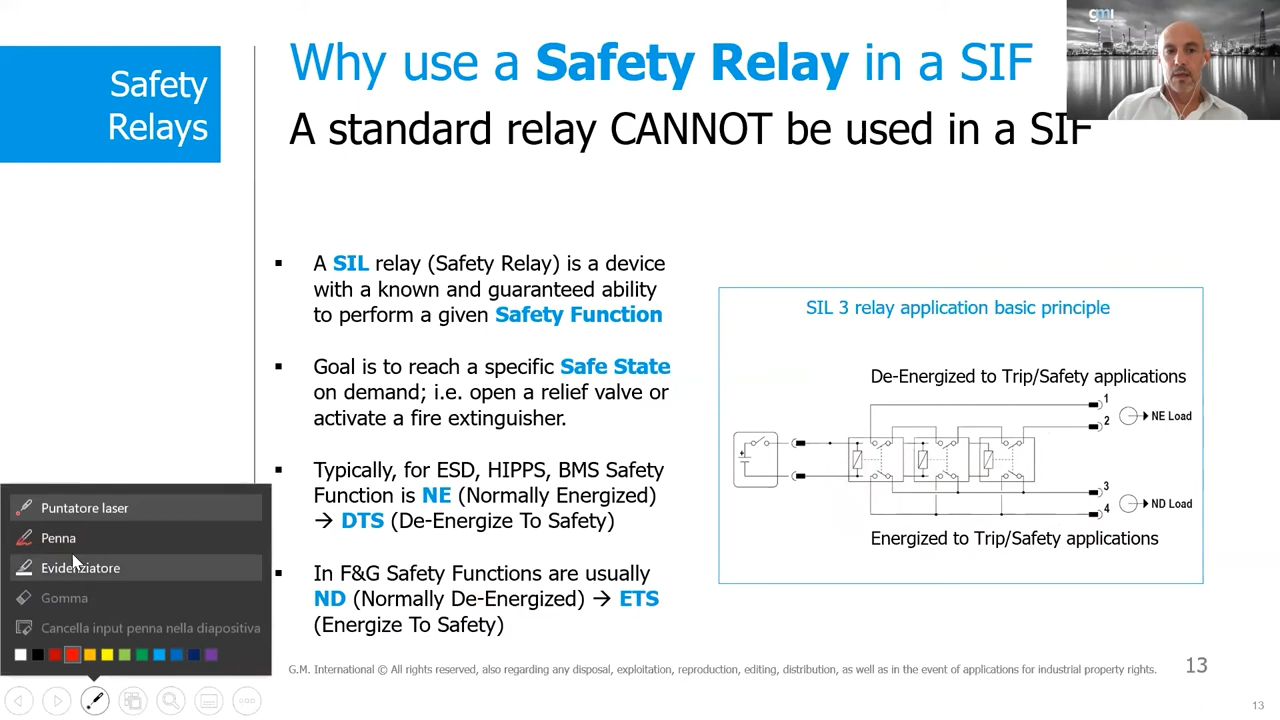 gmi
Safety
Relays
Why use a Safety Relay in a SIF
A standard relay CANNOT be used in a SIF
▪ A SIL relay (Safety Relay) is a device
with a known and guaranteed ability
to perform a given Safety Function
▪ Goal is to reach a specific Safe State
on demand; i.e. open a relief valve or
activate a fire extinguisher.
▪ Typically, for ESD, HIPPS, BMS Safety
Function is NE (Normally Energized)
→ DTS (De-Energize To Safety)
▪ In F&G Safety Functions are usually
ND (Normally De-Energized) → ETS
(Energize To Safety)
SIL 3 relay application basic principle
De-Energized to Trip/Safety applications
1
NE Load
2
+
3
ND Load
4
Energized to Trip/Safety applications
Puntatore laser
Penna
Evidenziatore
Gomma
Cancella input penna nella diapositiva
G.M. International © All rights reserved, also regarding any disposal, exploitation, reproduction, editing, distribution, as well as in the event of applications for industrial property rights.
13
13